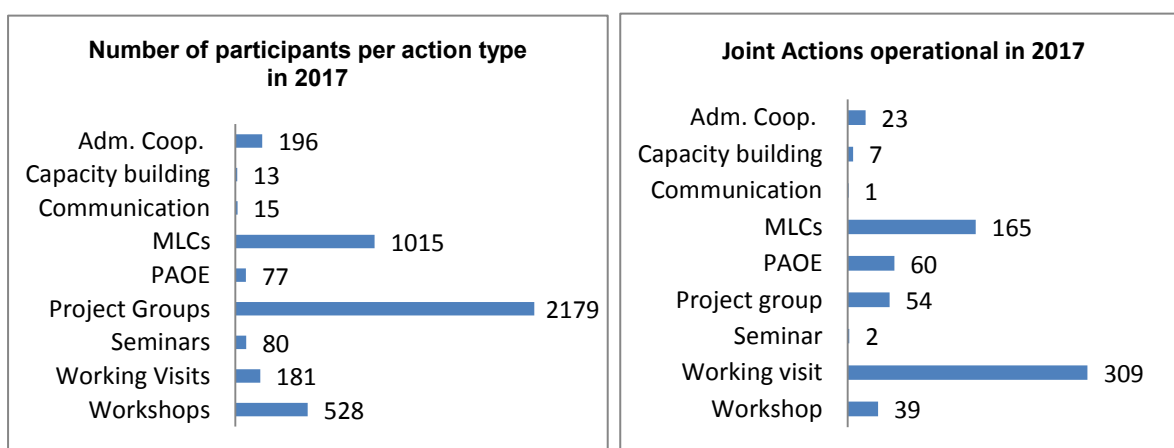 Number of participants per action type
in 2017
Adm. Coop. 196
Capacity building 13
Communication 15
MLCs 1015
PAOE 77
Project Groups 2179
Seminars 80
Working Visits 181
Workshops 528
Joint Actions operational in 2017
Adm. Coop. 23
Capacity building 7
Communication 1
MLCs 165
PAOE 60
Project group 54
Seminar 2
Working visit 309
Workshop 39